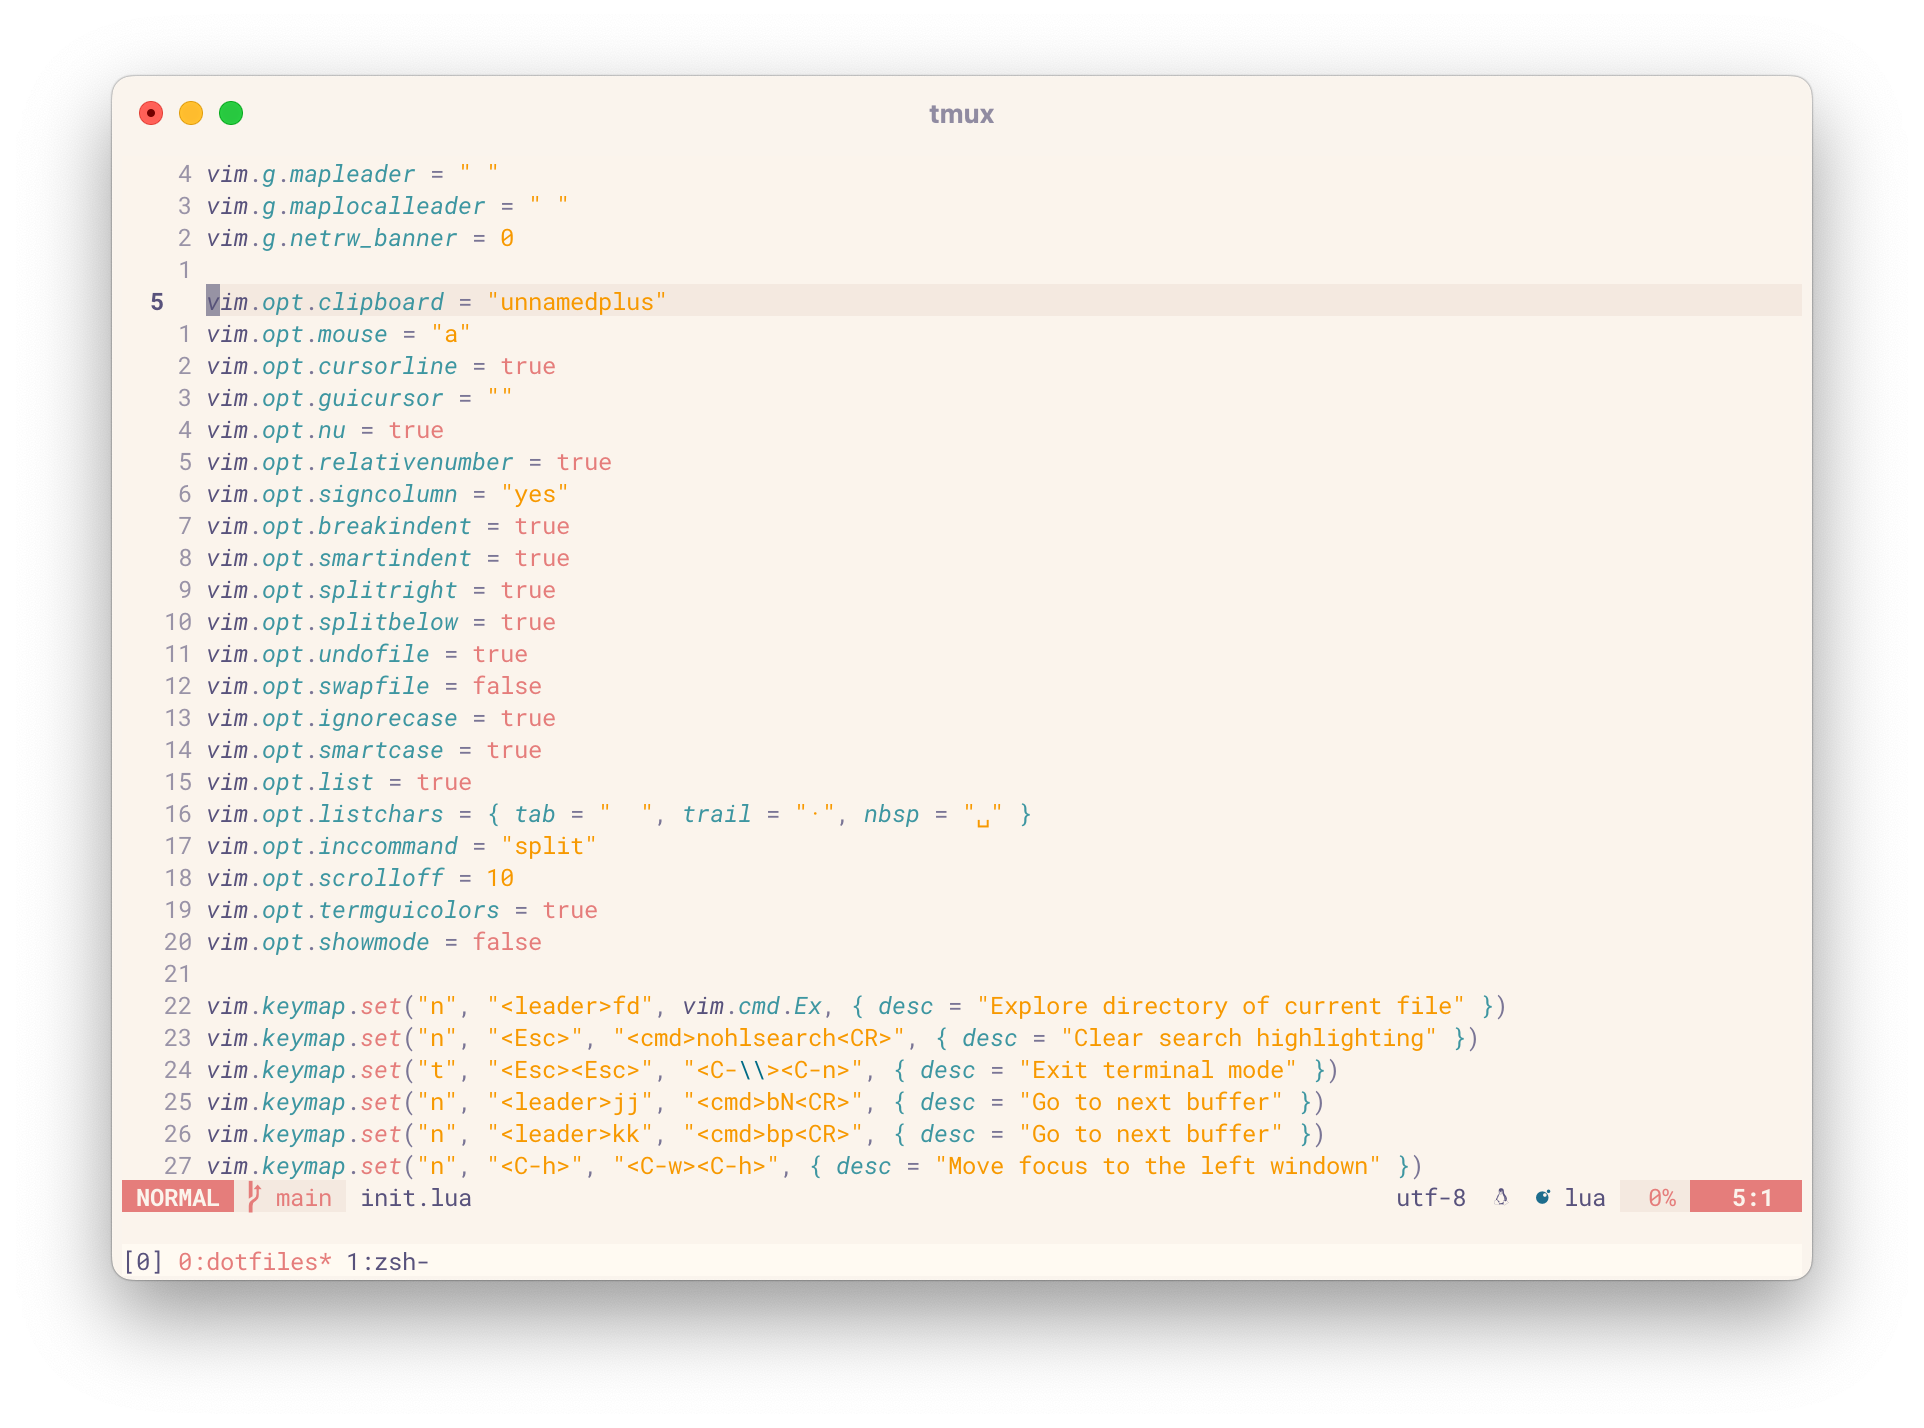 tmux
4 vim.g.mapleader = " "
3 vim.g.maplocalleader = " "
2 vim.g.netrw_banner = 0
1
5 vim.opt.clipboard = "unnamedplus"
1 vim.opt.mouse = "a"
2 vim.opt.cursorline = true
3 vim.opt.guicursor = ""
4 vim.opt.nu = true
5 vim.opt.relativenumber = true
6 vim.opt.signcolumn = "yes"
7 vim.opt.breakindent = true
8 vim.opt.smartindent = true
9 vim.opt.splitright = true
10 vim.opt.splitbelow = true
11 vim.opt.undofile = true
12 vim.opt.swapfile = false
13 vim.opt.ignorecase = true
14 vim.opt.smartcase = true
15 vim.opt.list = true
16 vim.opt.listchars = { tab = "  ", trail = "·", nbsp = "␣" }
17 vim.opt.inccommand = "split"
18 vim.opt.scrolloff = 10
19 vim.opt.termguicolors = true
20 vim.opt.showmode = false
21
22 vim.keymap.set("n", "<leader>fd", vim.cmd.Ex, { desc = "Explore directory of current file" })
23 vim.keymap.set("n", "<Esc>", "<cmd>nohlsearch<CR>", { desc = "Clear search highlighting" })
24 vim.keymap.set("t", "<Esc><Esc>", "<C-\\><C-n>", { desc = "Exit terminal mode" })
25 vim.keymap.set("n", "<leader>jj", "<cmd>bN<CR>", { desc = "Go to next buffer" })
26 vim.keymap.set("n", "<leader>kk", "<cmd>bp<CR>", { desc = "Go to next buffer" })
27 vim.keymap.set("n", "<C-h>", "<C-w><C-h>", { desc = "Move focus to the left windown" })
NORMAL main init.lua utf-8 lua 0% 5:1
[0] 0:dotfiles* 1:zsh-